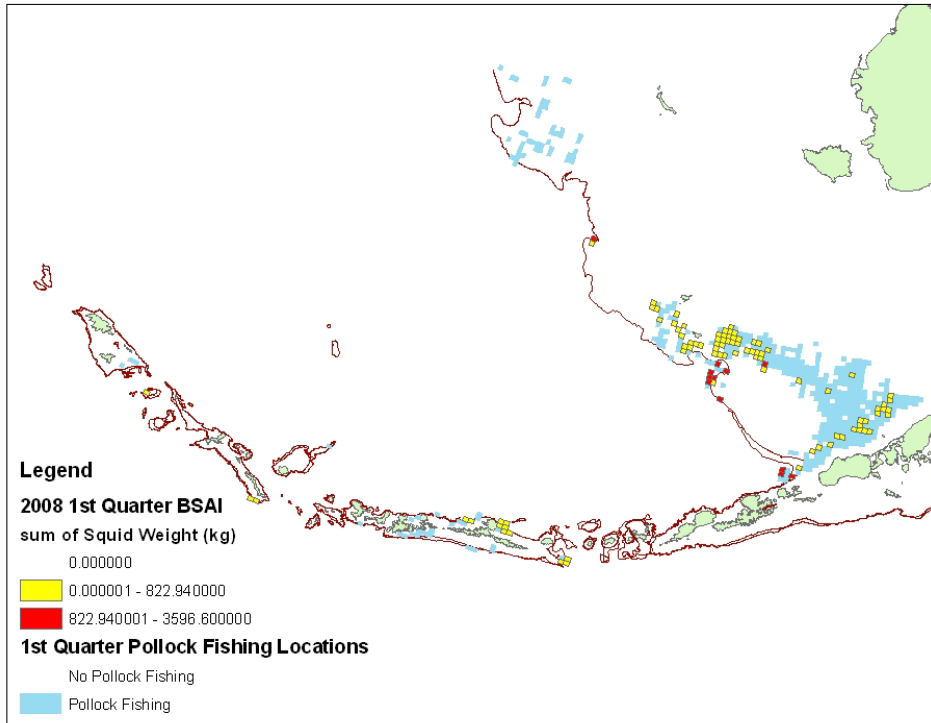 Legend
2008 1st Quarter BSAI
sum of Squid Weight (kg)
0.000000
0.000001 - 822.940000
822.940001 - 3596.600000
1st Quarter Pollock Fishing Locations
No Pollock Fishing
Pollock Fishing